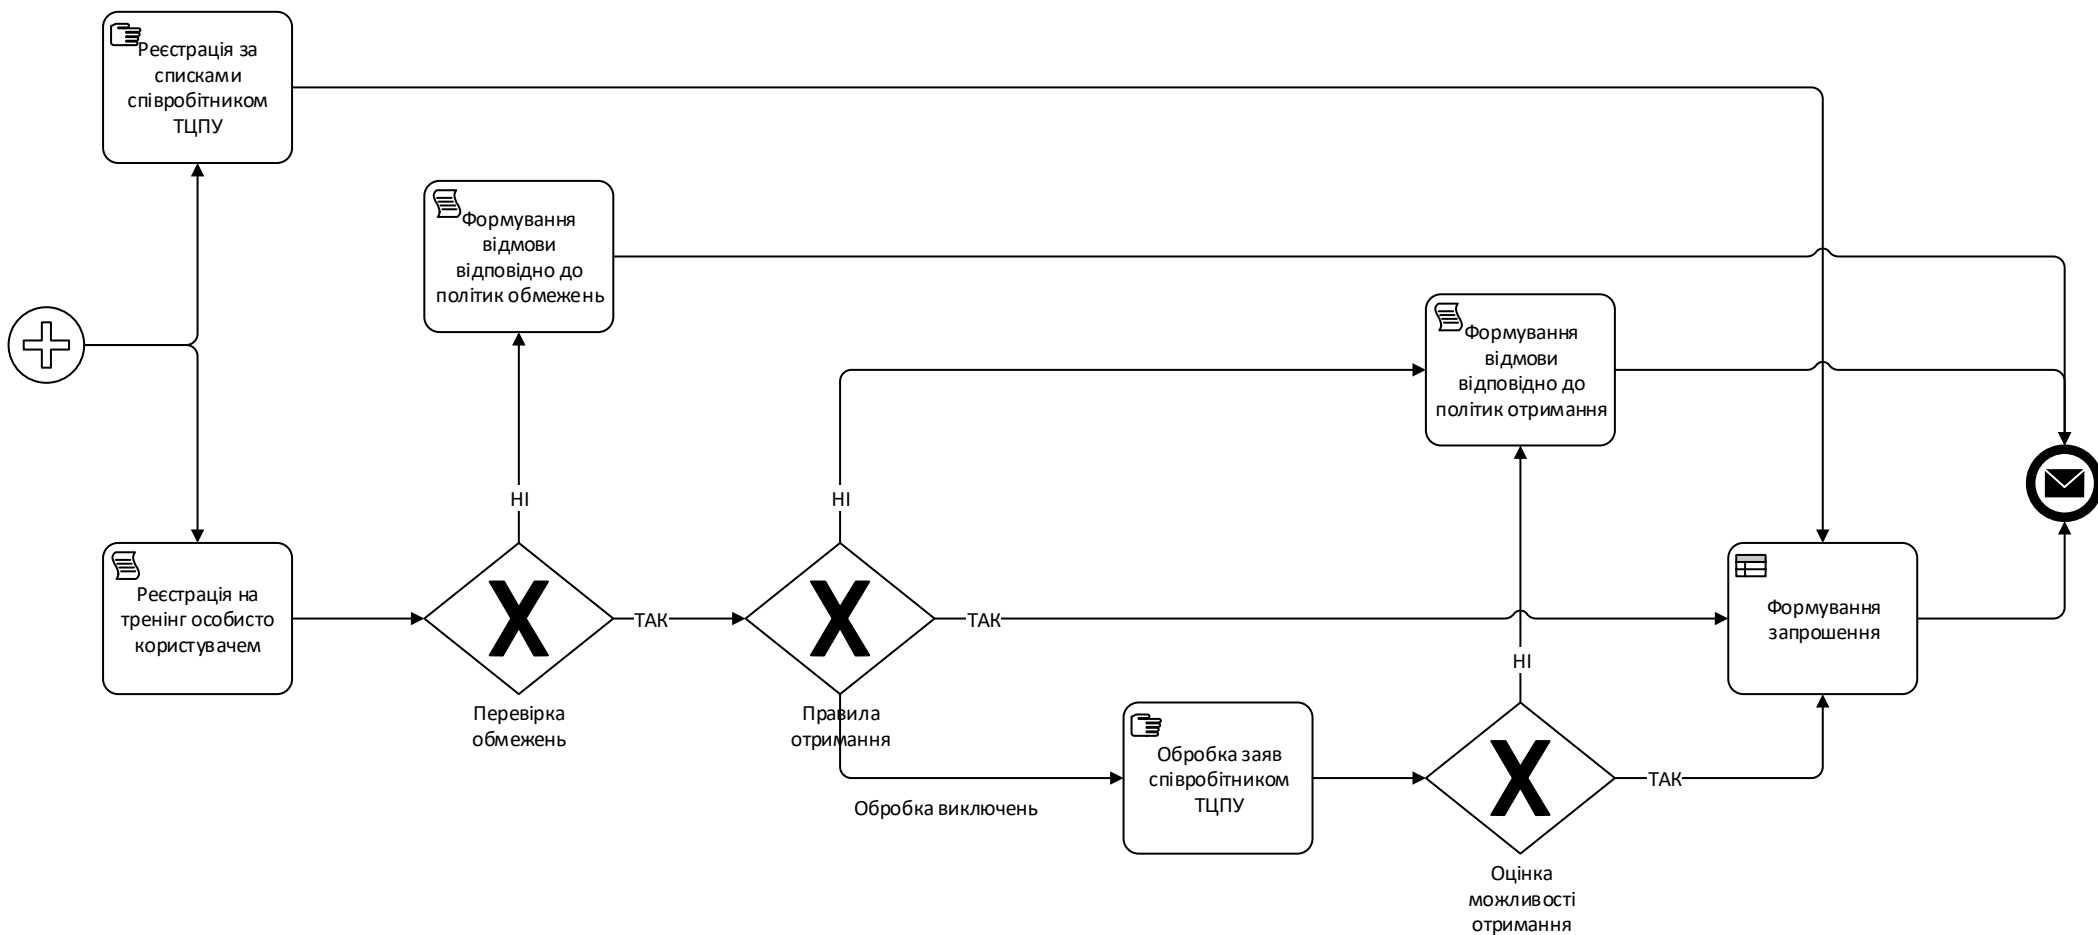 Реєстрація за
списками
співробітником
ТЦПУ
Формування
відмови
відповідно до
політик обмежень
Формування
відмови
відповідно до
політик отримання
НІ
НІ
Реєстрація на
тренінг особисто
користувачем
ТАК
ТАК
Формування
запрошення
НІ
Перевірка
обмежень
Правила
отримання
Обробка виключень
Обробка заяв
співробітником
ТЦПУ
ТАК
Оцінка
можливості
отримання